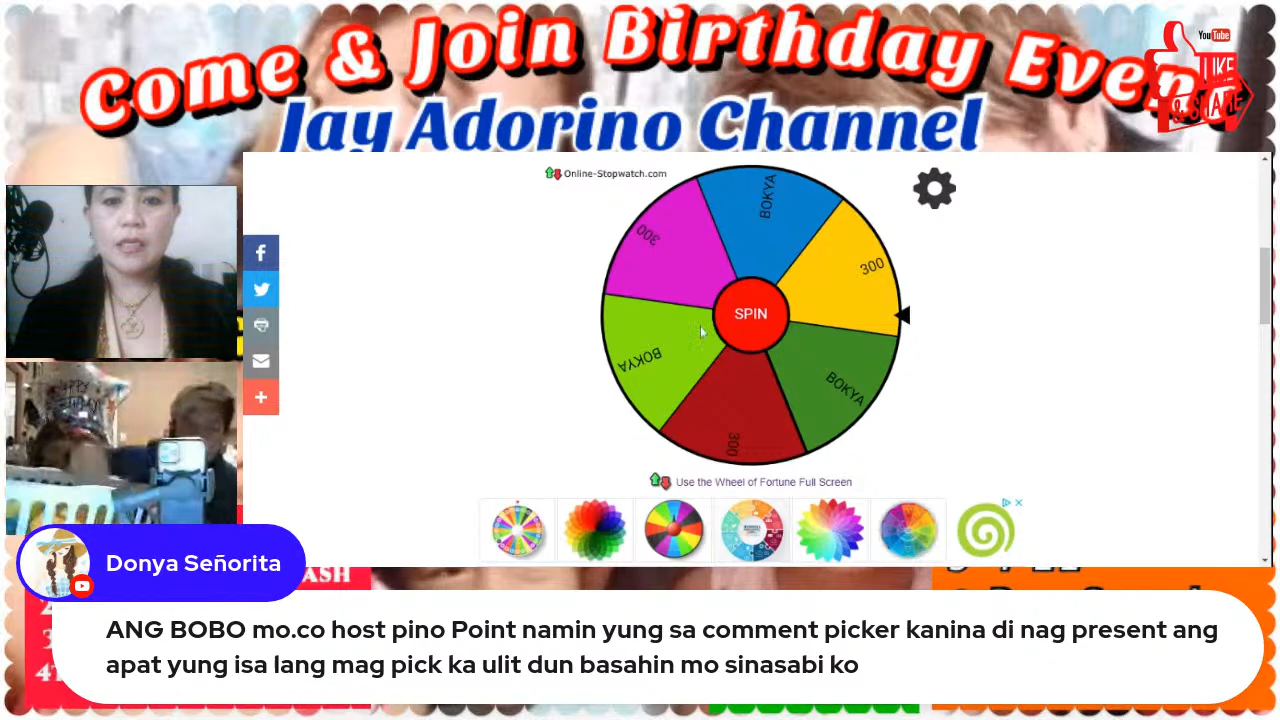 Come & Join Birthday Even
Jay Adorino Channel
YouTube
LIKE
& SHARE
Online-Stopwatch.com
BOKYA
300
300
SPIN
BOKYA
BOKYA
300
Use the Wheel of Fortune Full Screen
Donya Señorita
ASH
ANG BOBO mo.co host pino Point namin yung sa comment picker kanina di nag present ang
apat yung isa lang mag pick ka ulit dun basahin mo sinasabi ko